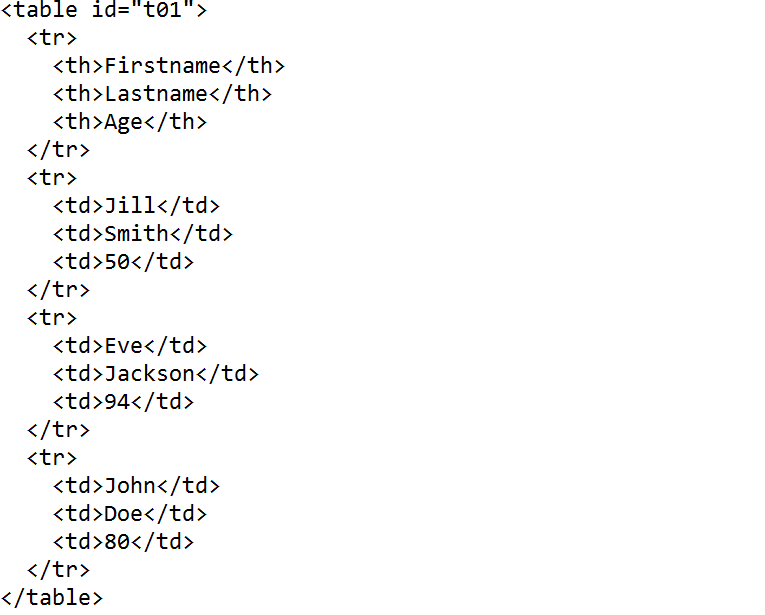 <table id="t01">
  <tr>
    <th>Firstname</th>
    <th>Lastname</th>
    <th>Age</th>
  </tr>
  <tr>
    <td>Jill</td>
    <td>Smith</td>
    <td>50</td>
  </tr>
  <tr>
    <td>Eve</td>
    <td>Jackson</td>
    <td>94</td>
  </tr>
  <tr>
    <td>John</td>
    <td>Doe</td>
    <td>80</td>
  </tr>
</table>